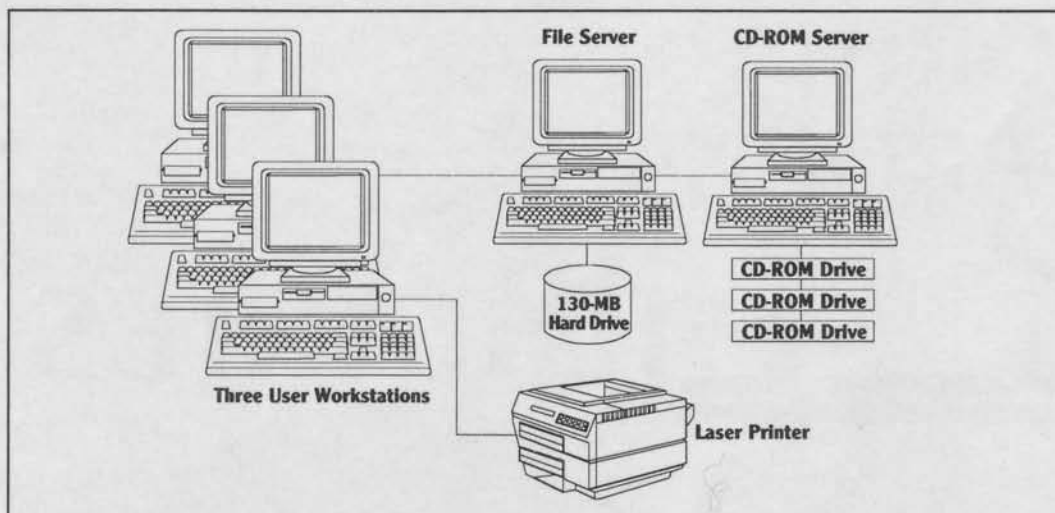 File Server
CD-ROM Server
130-MB
Hard Drive
CD-ROM Drive
CD-ROM Drive
CD-ROM Drive
Three User Workstations
Laser Printer